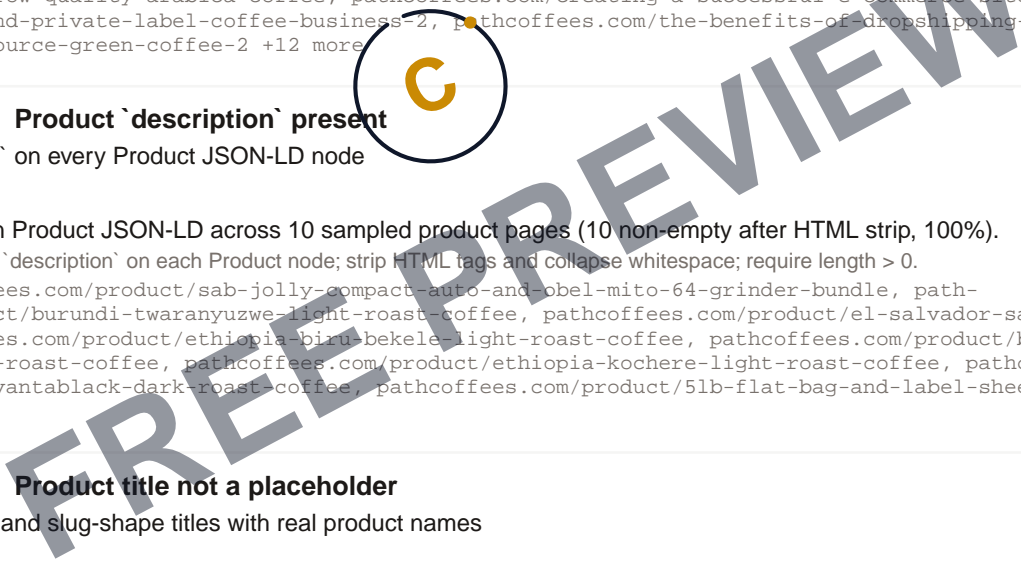 nd-private-label-coffee-business-2, pathcoffees.com/the-benefits-of-dropshipping-
ource-green-coffee-2 +12 more
C
Product `description` present
` on every Product JSON-LD node
n Product JSON-LD across 10 sampled product pages (10 non-empty after HTML strip, 100%).
`description` on each Product node; strip HTML tags and collapse whitespace; require length > 0.
ees.com/product/sab-jolly-compact-auto-and-obel-mito-64-grinder-bundle, path-
ct/burundi-twaranyuzwe-light-roast-coffee, pathcoffees.com/product/el-salvador-sa
es.com/product/ethiopia-biru-bekele-light-roast-coffee, pathcoffees.com/product/b
-roast-coffee, pathcoffees.com/product/ethiopia-kochere-light-roast-coffee, pathc
vantablack-dark-roast-coffee, pathcoffees.com/product/5lb-flat-bag-and-label-shee
FREE PREVIEW
Product title not a placeholder
and slug-shape titles with real product names